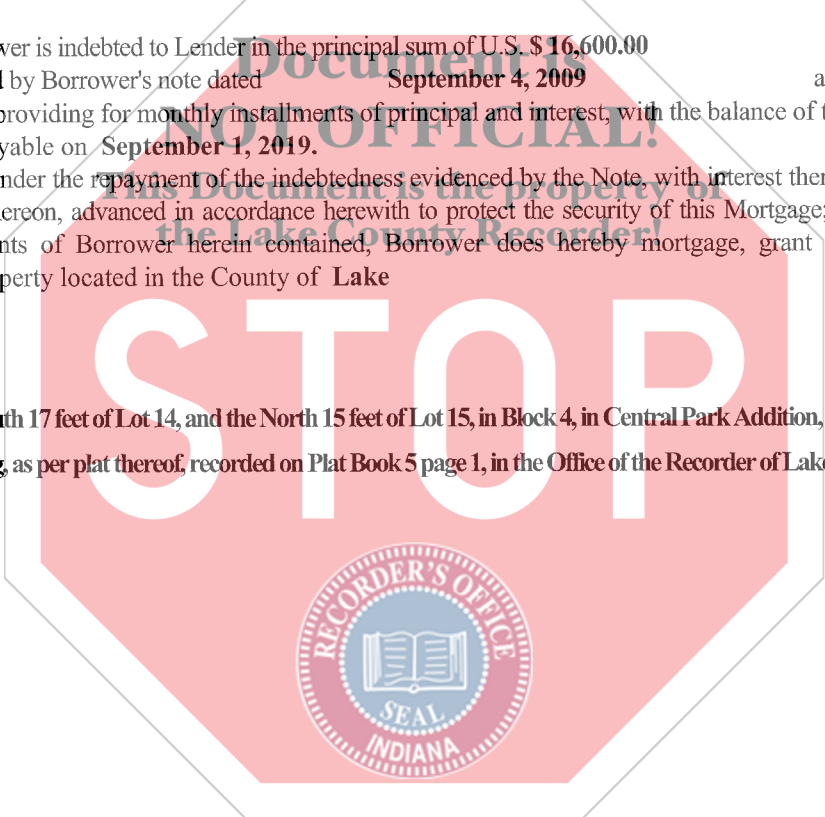 ver is indebted to Lender in the principal sum of U.S. $ 16,600.00
d by Borrower's note dated September 4, 2009 a
providing for monthly installments of principal and interest, with the balance of t
yable on September 1, 2019.
nder the repayment of the indebtedness evidenced by the Note, with interest ther
ereon, advanced in accordance herewith to protect the security of this Mortgage;
nts of Borrower herein contained, Borrower does hereby mortgage, grant
perty located in the County of Lake
uth 17 feet of Lot 14, and the North 15 feet of Lot 15, in Block 4, in Central Park Addition,
g, as per plat thereof, recorded on Plat Book 5 page 1, in the Office of the Recorder of Lake
Document is
NOT OFFICIAL!
This Document is the property of
the Lake County Recorder!
STOP
RECORDER'S OFFICE
SEAL
INDIANA